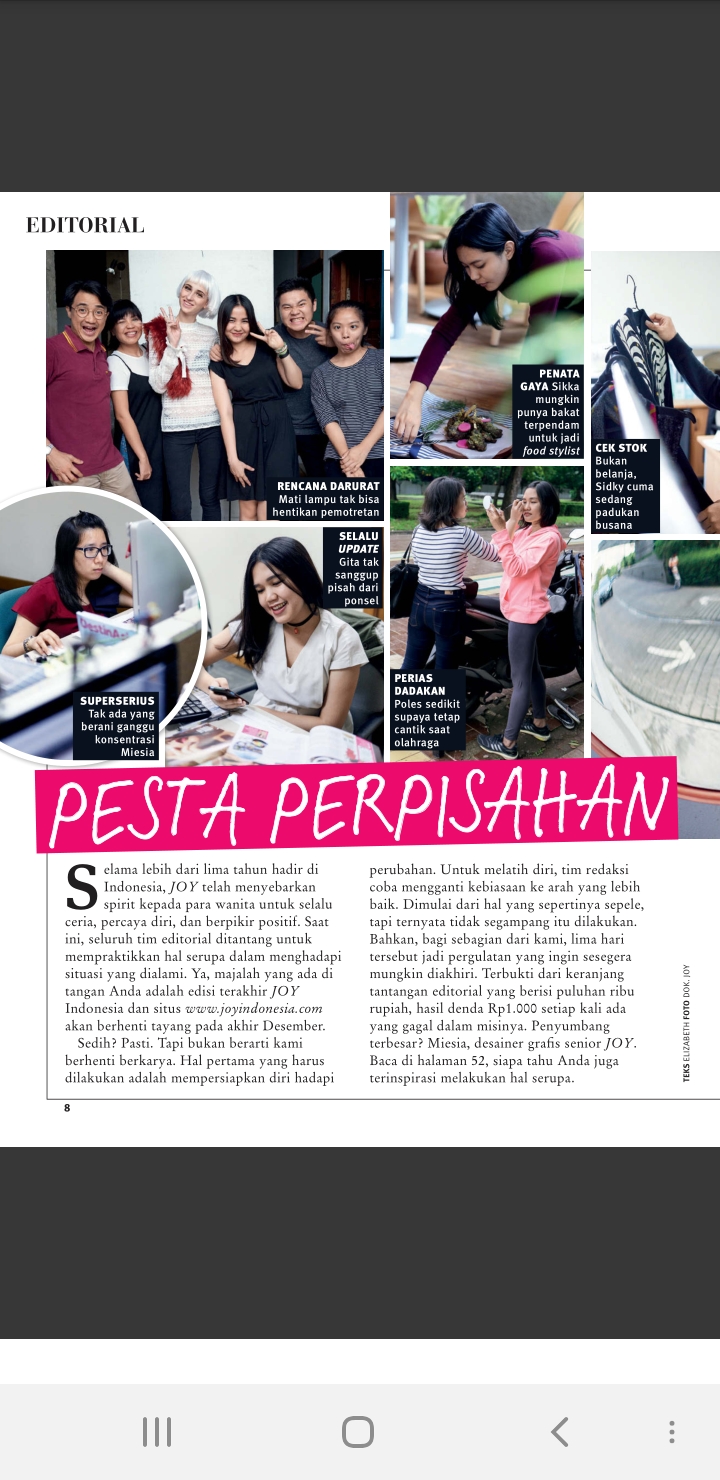 EDITORIAL
RENCANA DARURAT
Mati lampu tak bisa
hentikan pemotretan
PENATA
GAYA Sikka
mungkin
punya bakat
terpendam
untuk jadi
food stylist
CEK STOK
Bukan
belanja,
Sidky cuma
sedang
padukan
busana
SUPERSERIUS
Tak ada yang
berani ganggu
konsentrasi
Miesia
SELALU
UPDATE
Gita tak
sanggup
pisah dari
ponsel
PERIAS
DADAKAN
Poles sedikit
supaya tetap
cantik saat
olahraga
PESTA PERPISAHAN
Selama lebih dari lima tahun hadir di
Indonesia, JOY telah menyebarkan
spirit kepada para wanita untuk selalu
ceria, percaya diri, dan berpikir positif. Saat
ini, seluruh tim editorial ditantang untuk
mempraktikkan hal serupa dalam menghadapi
situasi yang dialami. Ya, majalah yang ada di
tangan Anda adalah edisi terakhir JOY
Indonesia dan situs www.joyindonesia.com
akan berhenti tayang pada akhir Desember.
Sedih? Pasti. Tapi bukan berarti kami
berhenti berkarya. Hal pertama yang harus
dilakukan adalah mempersiapkan diri hadapi
perubahan. Untuk melatih diri, tim redaksi
coba mengganti kebiasaan ke arah yang lebih
baik. Dimulai dari hal yang sepertinya sepele,
tapi ternyata tidak segampang itu dilakukan.
Bahkan, bagi sebagian dari kami, lima hari
tersebut jadi pergulatan yang ingin sesegera
mungkin diakhiri. Terbukti dari keranjang
tantangan editorial yang berisi puluhan ribu
rupiah, hasil denda Rp1.000 setiap kali ada
yang gagal dalam misinya. Penyumbang
terbesar? Miesia, desainer grafis senior JOY.
Baca di halaman 52, siapa tahu Anda juga
terinspirasi melakukan hal serupa.
TEKS ELIZABETH FOTO DOK. JOY
8